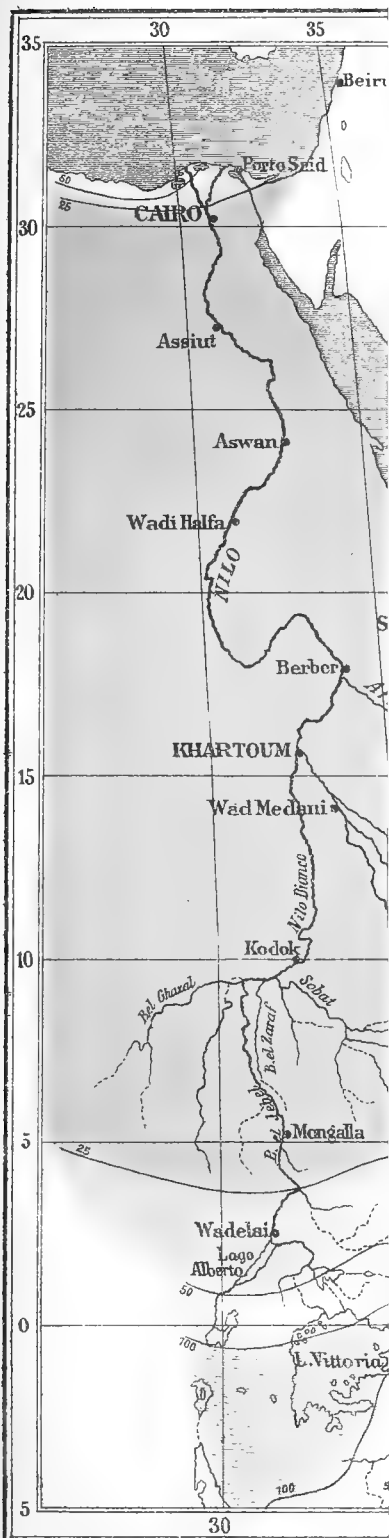 30 35
35
Beiru
50
25
Porto Said
CAIRO
30
Assiut
25
Aswan
Wadi Halfa
NILO
20
S
Berber
A
KHARTOUM
15
Wad Medani
Nilo Bianco
10
Kodok
Bel Ghazal
Sobat
B. el Zaraf
B. el Jebel
Mongalla
5
25
Wadelai
Lago
Alberto
50
0
100
L. Vittoria
100
5
30